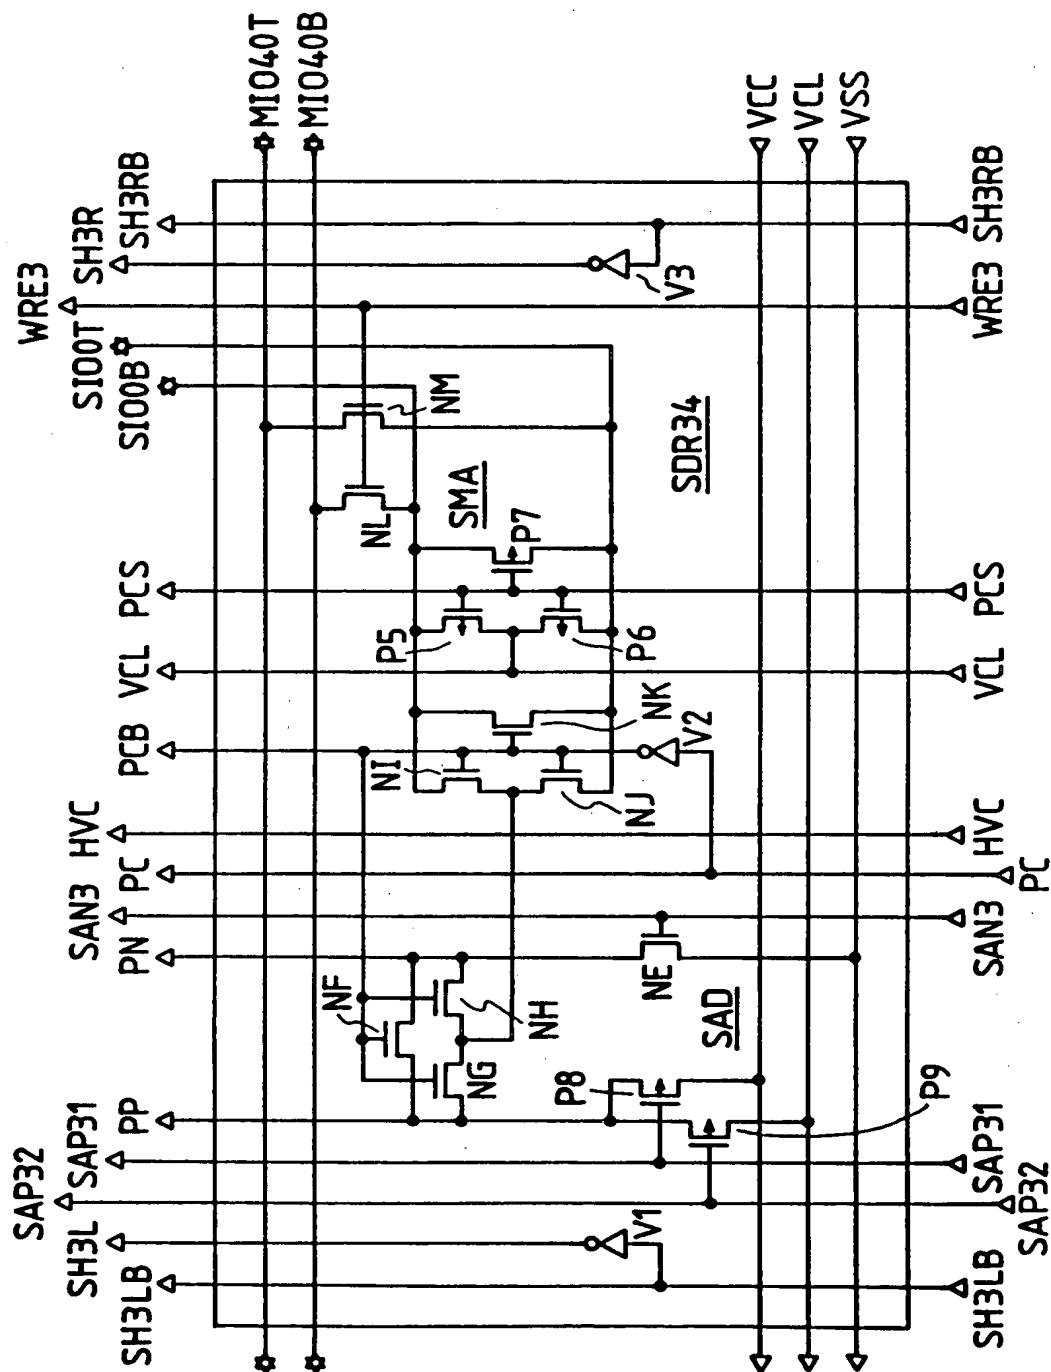 SH3LB
SH3L
SAP32
SAP31
PP
PN
SAN3
PC
HVC
PCB
VCL
PCS
SIO0B
SIO0T
WRE3
SH3R
SH3RB
MIO40T
MIO40B
VCC
VCL
VSS
NF
NG
NH
NI
NJ
NK
P5
P6
P7
SMA
NL
NM
V1
V2
V3
NE
SAD
P8
P9
SDR34
SH3LB
SAP32
SAP31
SAN3
PC
HVC
VCL
PCS
WRE3
SH3RB